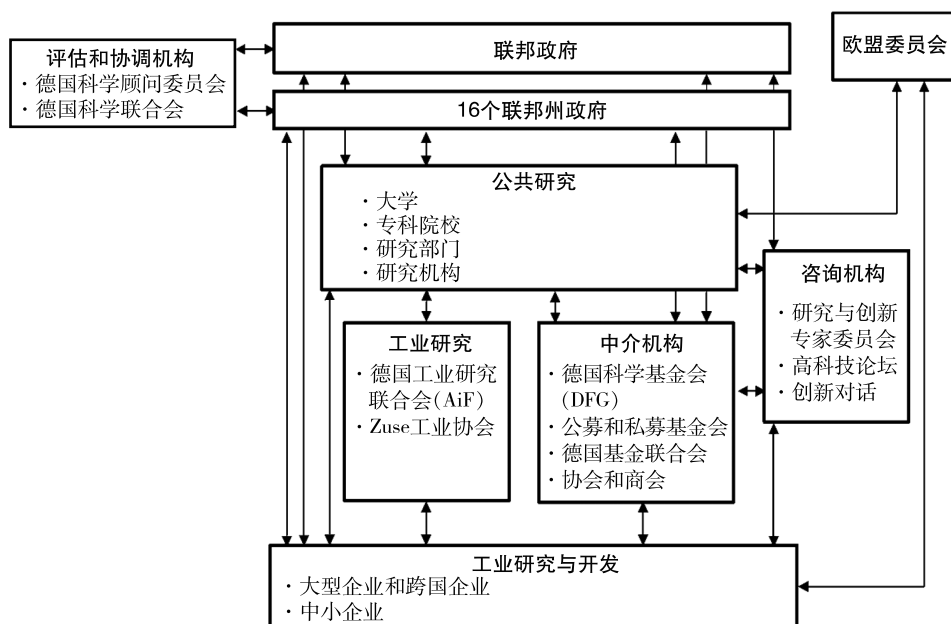 评估和协调机构
·德国科学顾问委员会
·德国科学联合会
联邦政府
欧盟委员会
16个联邦州政府
公共研究
·大学
·专科院校
·研究部门
·研究机构
咨询机构
·研究与创新
专家委员会
·高科技论坛
·创新对话
工业研究
·德国工业研究
联合会(AiF)
·Zuse工业协会
中介机构
·德国科学基金会
(DFG)
·公募和私募基金会
·德国基金联合会
·协会和商会
工业研究与开发
·大型企业和跨国企业
·中小企业